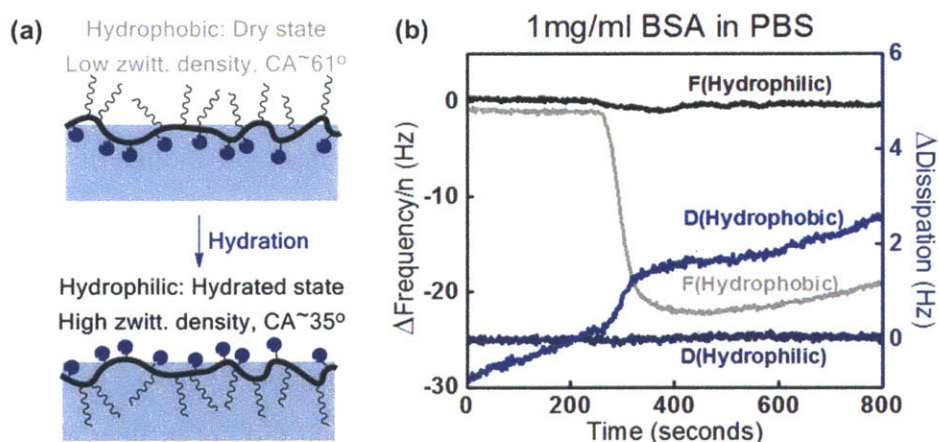 (a)
Hydrophobic: Dry state
Low zwitt. density, CA~61º
Hydration
Hydrophilic: Hydrated state
High zwitt. density, CA~35º
(b)
1mg/ml BSA in PBS
ΔFrequency/n (Hz)
0
-10
-20
-30
F(Hydrophilic)
D(Hydrophobic)
F(Hydrophobic)
D(Hydrophilic)
6
4
2
0
ΔDissipation (Hz)
0
200
400
600
800
Time (seconds)